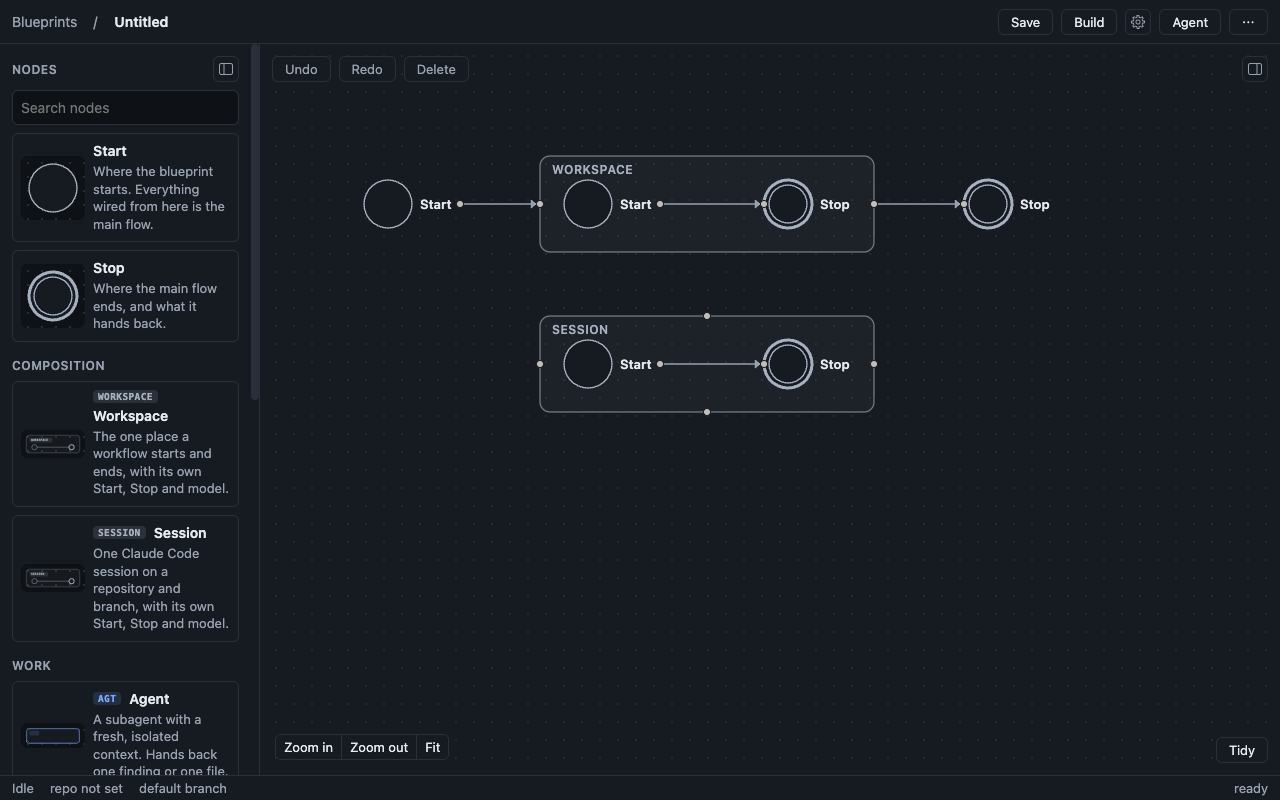 Blueprints / Untitled
Save
Build
Agent
···
NODES
Undo
Redo
Delete
Search nodes
Start
Where the blueprint
starts. Everything
wired from here is the
main flow.
Stop
Where the main flow
ends, and what it
hands back.
COMPOSITION
WORKSPACE
Workspace
The one place a
workflow starts and
ends, with its own
Start, Stop and model.
SESSION Session
One Claude Code
session on a
repository and
branch, with its own
Start, Stop and model.
WORK
AGT Agent
A subagent with a
fresh, isolated
context. Hands back
one finding or one file.
Start
WORKSPACE
Start
Stop
Stop
SESSION
Start
Stop
Zoom in
Zoom out
Fit
Tidy
Idle
repo not set
default branch
ready